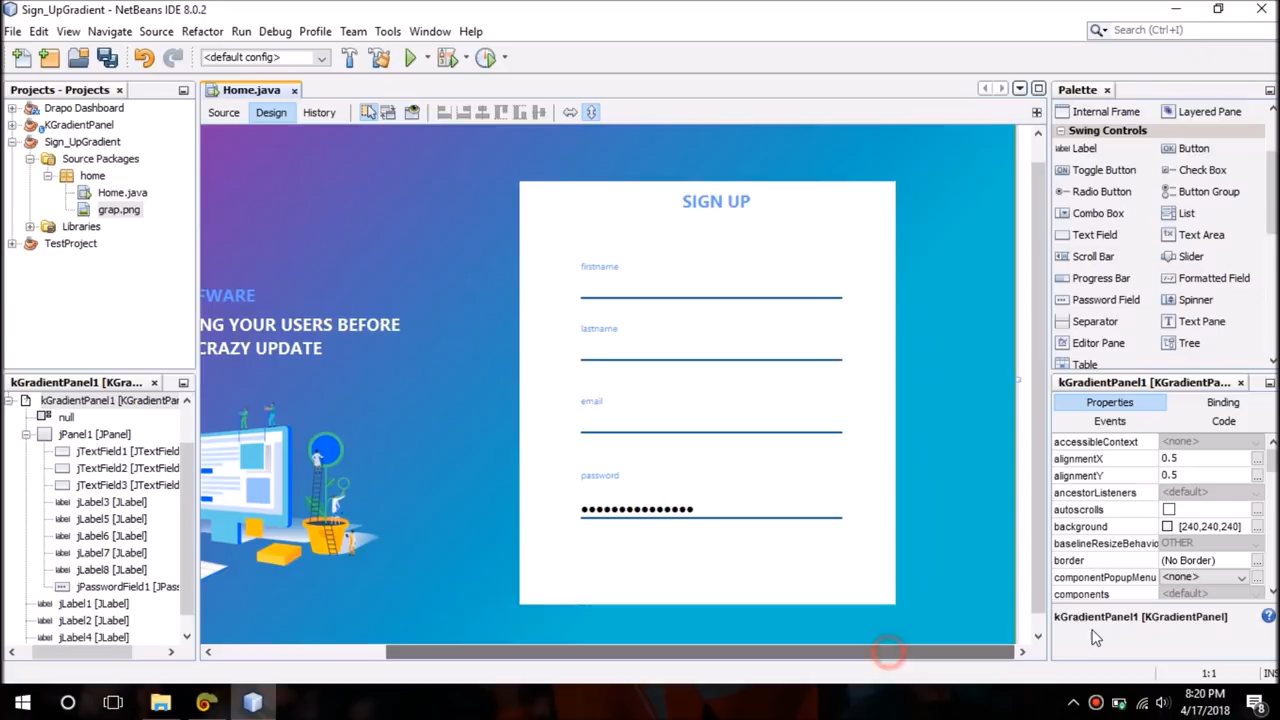 Sign_UpGradient - NetBeans IDE 8.0.2
File Edit View Navigate Source Refactor Run Debug Profile Team Tools Window Help
Search (Ctrl+I)
<default config>
Projects - Projects
Drapo Dashboard
KGradientPanel
Sign_UpGradient
Source Packages
home
Home.java
grap.png
Libraries
TestProject
kGradientPanel1 [KGra...
kGradientPanel1 [KGradientPar
null
jPanel1 [JPanel]
jTextField1 [JTextField
jTextField2 [JTextField
jTextField3 [JTextField
jLabel3 [JLabel]
jLabel5 [JLabel]
jLabel6 [JLabel]
jLabel7 [JLabel]
jLabel8 [JLabel]
jPasswordField1 [JPass
jLabel1 [JLabel]
jLabel2 [JLabel]
jLabel4 [JLabel]
Home.java
Source Design History
FWARE
NG YOUR USERS BEFORE
CRAZY UPDATE
SIGN UP
firstname
lastname
email
password
Palette
Internal Frame Layered Pane
Swing Controls
Label Button
Toggle Button Check Box
Radio Button Button Group
Combo Box List
Text Field Text Area
Scroll Bar Slider
Progress Bar Formatted Field
Password Field Spinner
Separator Text Pane
Editor Pane Tree
Table
kGradientPanel1 [KGradientPa...
Properties Binding
Events Code
accessibleContext <none>
alignmentX 0.5
alignmentY 0.5
ancestorListeners <default>
autoscrolls
background [240,240,240]
baselineResizeBehavio OTHER
border (No Border)
componentPopupMenu <none>
components <default>
kGradientPanel1 [KGradientPanel]
1:1 INS
8:20 PM
4/17/2018
8